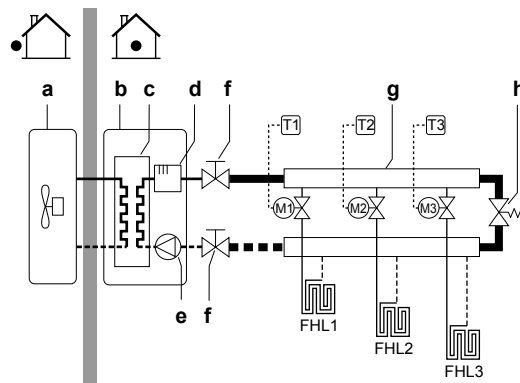 a b c d f g h
T1 T2 T3
M1 M2 M3
e f
FHL1
FHL2
FHL3